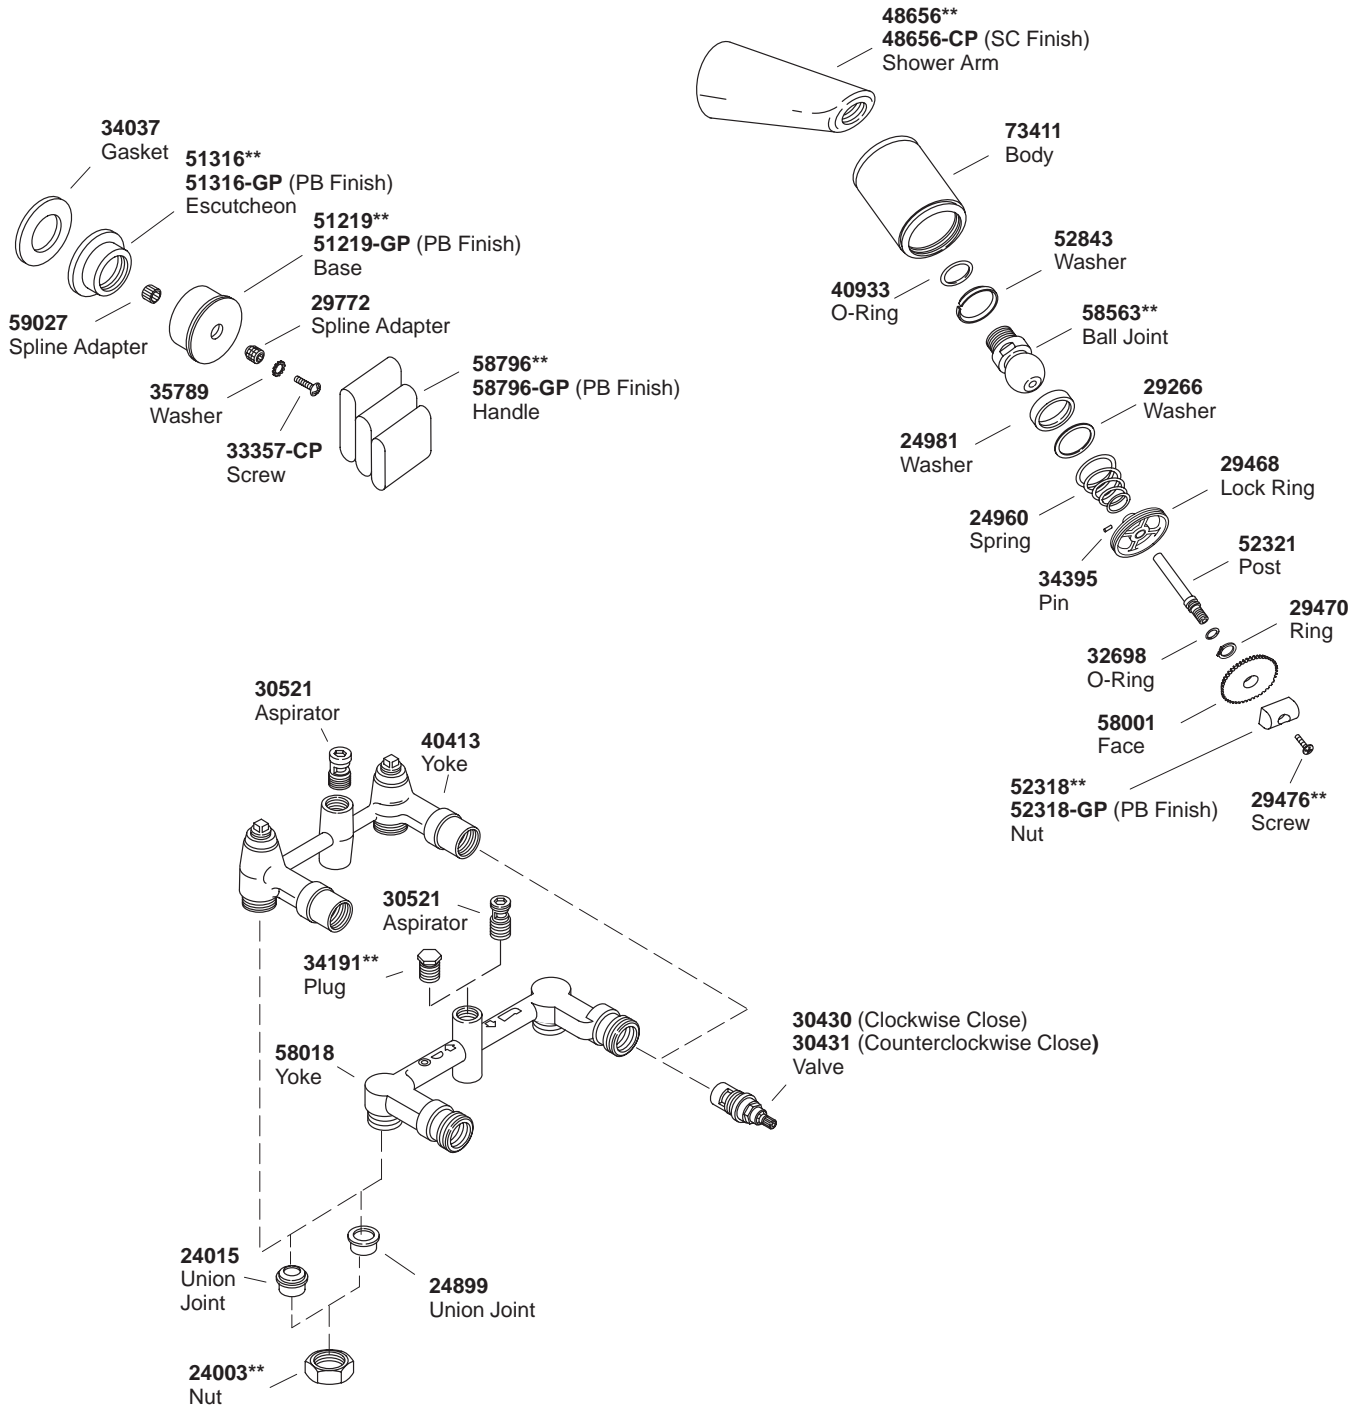 48656**
48656-CP (SC Finish)
Shower Arm
34037
Gasket
51316**
51316-GP (PB Finish)
Escutcheon
51219**
51219-GP (PB Finish)
Base
59027
Spline Adapter
29772
Spline Adapter
35789
Washer
33357-CP
Screw
58796**
58796-GP (PB Finish)
Handle
73411
Body
52843
Washer
40933
O-Ring
58563**
Ball Joint
29266
Washer
24981
Washer
29468
Lock Ring
24960
Spring
34395
Pin
52321
Post
29470
Ring
32698
O-Ring
58001
Face
52318**
52318-GP (PB Finish)
Nut
29476**
Screw
30521
Aspirator
40413
Yoke
30521
Aspirator
34191**
Plug
58018
Yoke
30430 (Clockwise Close)
30431 (Counterclockwise Close)
Valve
24015
Union
Joint
24899
Union Joint
24003**
Nut